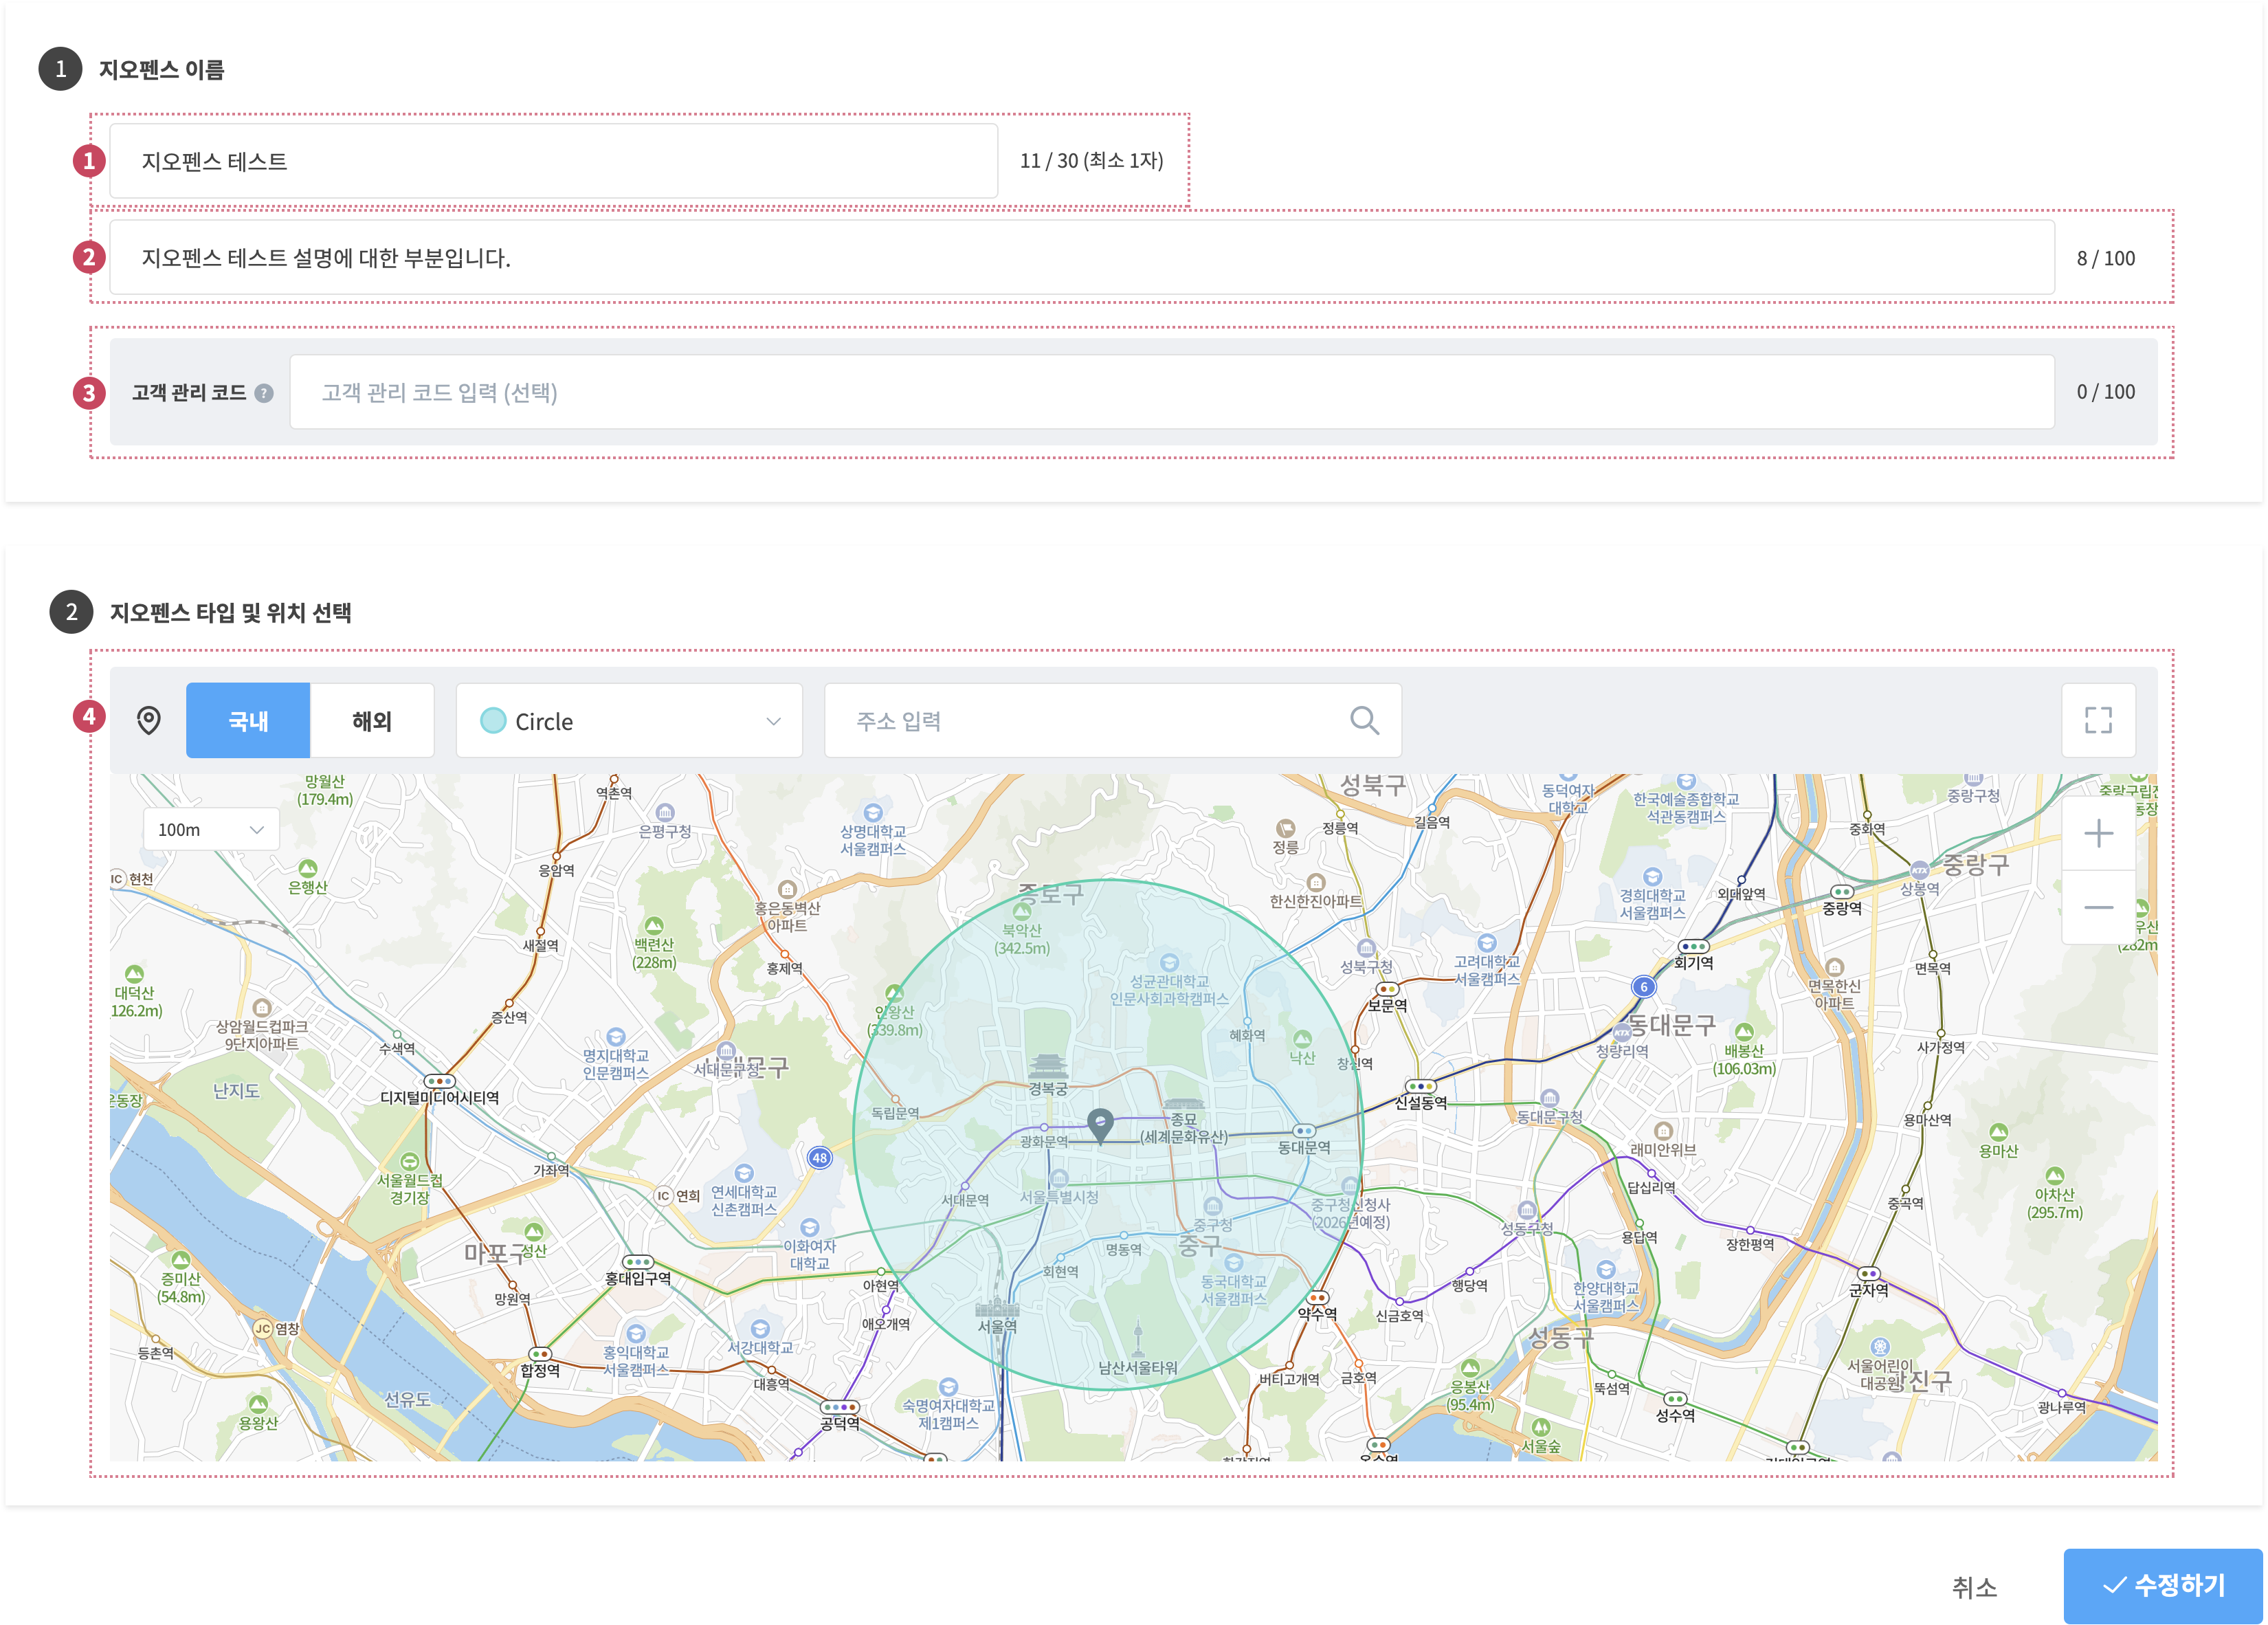 1 지오펜스 이름
1 지오펜스 테스트 11 / 30 (최소 1자)
2 지오펜스 테스트 설명에 대한 부분입니다. 8 / 100
3 고객 관리 코드 ? 고객 관리 코드 입력 (선택) 0 / 100
2 지오펜스 타입 및 위치 선택
4 국내 해외 Circle 주소 입력
100m
망월산
(179.4m)
역촌역
은평구청
상명대학교
서울캠퍼스
성북구
정릉역
길음역
정릉
동덕여자
대학교
한국예술종합학교
석관동캠퍼스
중랑구청
중화역
IC 현천
은행산
응암역
홍은동벽산
아파트
종로구
북악산
(342.5m)
한신한진아파트
경희대학교
서울캠퍼스
외대앞역
중랑역
KTX
상봉역
중랑구
새절역
백련산
(228m)
홍제역
성균관대학교
인문사회과학캠퍼스
성북구청
고려대학교
서울캠퍼스
회기역
면목역
대덕산
126.2m)
증산역
인왕산
(339.8m)
보문역
6
면목한신
아파트
상암월드컵파크
9단지아파트
수색역
명지대학교
인문캠퍼스
서대문구청
혜화역
낙산
창신역
동대문구
KTX
청량리역
배봉산
(106.03m)
사가정역
난지도
디지털미디어시티역
독립문역
경복궁
신설동역
동대문구청
용마산역
광화문역
종묘
(세계문화유산)
동대문역
래미안위브
용마산
48
가좌역
서울월드컵
경기장
IC 연희
연세대학교
신촌캠퍼스
서대문역
서울특별시청
중구청
중구청신청사
(2026년예정)
답십리역
중곡역
아차산
(295.7m)
마포구
성산
이화여자
대학교
명동역
중구
성동구청
용답역
장한평역
증미산
(54.8m)
홍대입구역
아현역
회현역
동국대학교
서울캠퍼스
행당역
한양대학교
서울캠퍼스
군자역
망원역
애오개역
서울역
약수역
신금호역
JC 염창
등촌역
합정역
홍익대학교
서울캠퍼스
서강대학교
대흥역
남산서울타워
버티고개역
금호역
응봉산
(95.4m)
성동구
뚝섬역
서울어린이
대공원
광진구
선유도
용왕산
공덕역
숙명여자대학교
제1캠퍼스
서울숲
성수역
광나루역
취소
수정하기